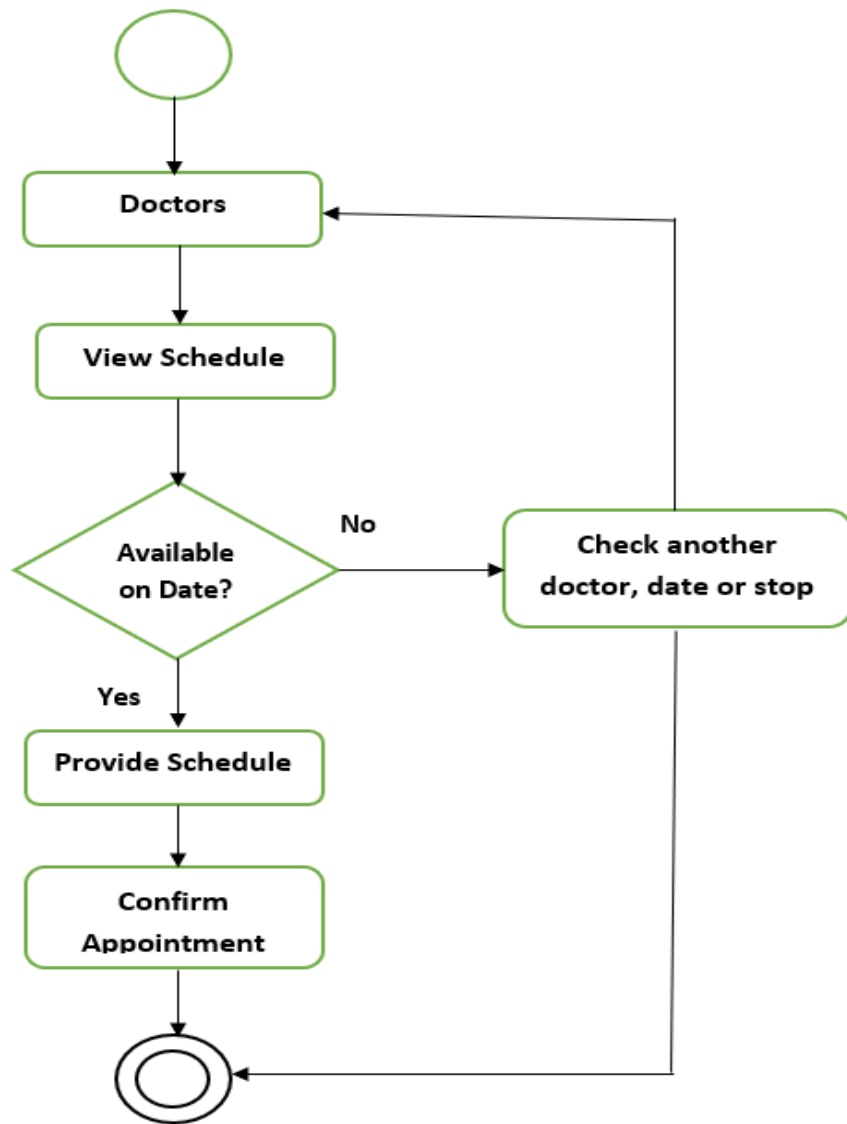 Doctors
View Schedule
Available
on Date?
No
Check another
doctor, date or stop
Yes
Provide Schedule
Confirm
Appointment